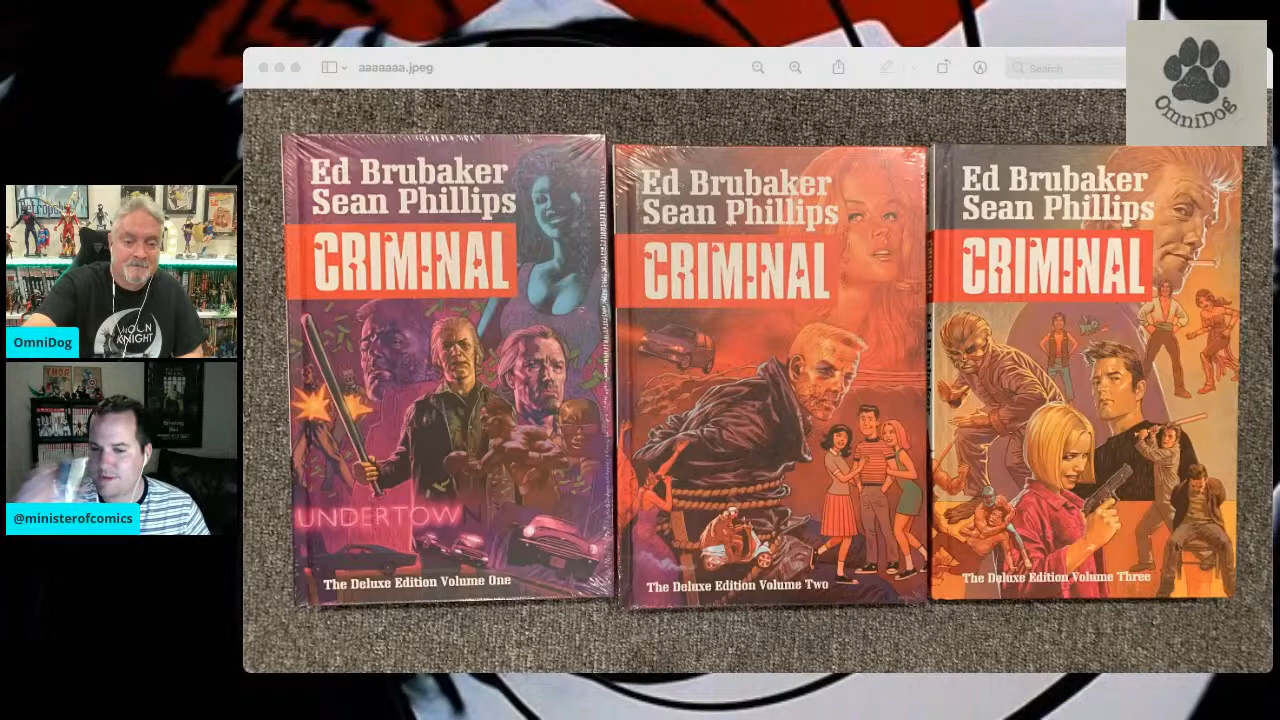 aaaaaaa.jpeg
Search
OmniDog
Ed Brubaker
Sean Phillips
CRIMINAL
UNDERTOW
The Deluxe Edition Volume One
Ed Brubaker
Sean Phillips
CRIMINAL
The Deluxe Edition Volume Two
Ed Brubaker
Sean Phillips
CRIMINAL
The Deluxe Edition Volume Three
MOON
KNIGHT
OmniDog
THOR
@ministerofcomics